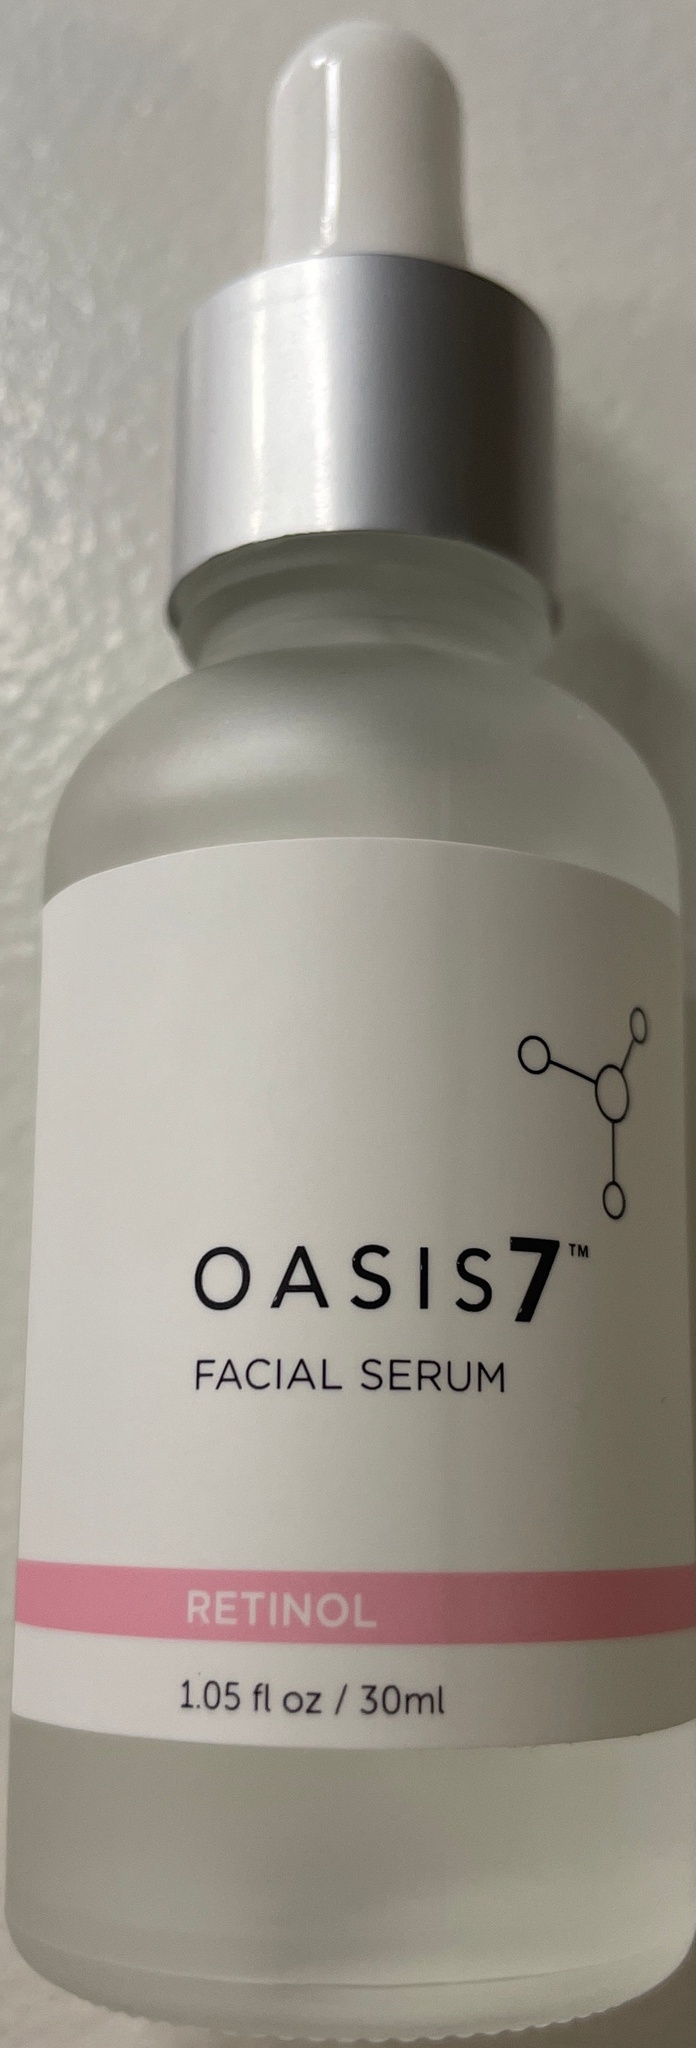 OASIS7™
FACIAL SERUM
RETINOL
1.05 fl oz / 30ml